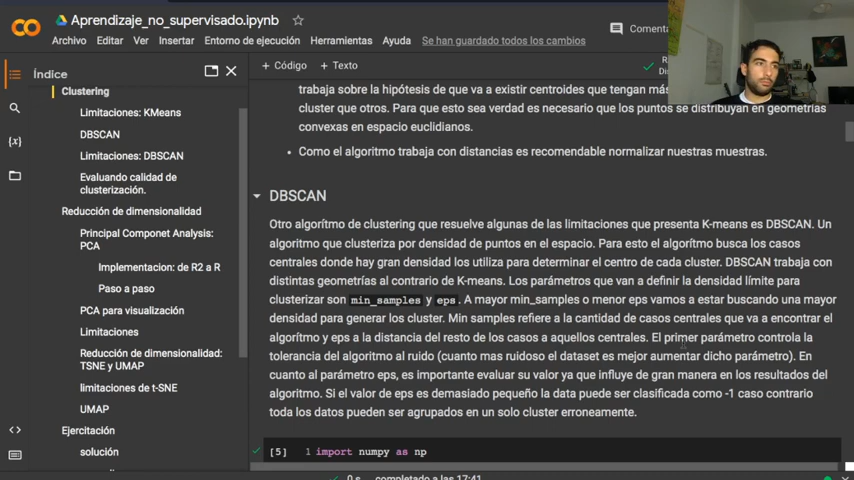 Aprendizaje_no_supervisado.ipynb
Archivo Editar Ver Insertar Entorno de ejecución Herramientas Ayuda Se han guardado todos los cambios
Índice
Clustering
Limitaciones: KMeans
DBSCAN
Limitaciones: DBSCAN
Evaluando calidad de
clusterización.
Reducción de dimensionalidad
Principal Componet Analysis:
PCA
Implementacion: de R2 a R
Paso a paso
PCA para visualización
Limitaciones
Reducción de dimensionalidad:
TSNE y UMAP
limitaciones de t-SNE
UMAP
Ejercitación
solución
+ Código + Texto
trabaja sobre la hipótesis de que va a existir centroides que tengan más
cluster que otros. Para que esto sea verdad es necesario que los puntos se distribuyan en geometrías
convexas en espacio euclidianos.
• Como el algoritmo trabaja con distancias es recomendable normalizar nuestras muestras.
DBSCAN
Otro algorítmo de clustering que resuelve algunas de las limitaciones que presenta K-means es DBSCAN. Un
algoritmo que clusteriza por densidad de puntos en el espacio. Para esto el algorítmo busca los casos
centrales donde hay gran densidad los utiliza para determinar el centro de cada cluster. DBSCAN trabaja con
distintas geometrías al contrario de K-means. Los parámetros que van a definir la densidad límite para
clusterizar son min_samples y eps. A mayor min_samples o menor eps vamos a estar buscando una mayor
densidad para generar los cluster. Min samples refiere a la cantidad de casos centrales que va a encontrar el
algorítmo y eps a la distancia del resto de los casos a aquellos centrales. El primer parámetro controla la
tolerancia del algoritmo al ruido (cuanto mas ruidoso el dataset es mejor aumentar dicho parámetro). En
cuanto al parámetro eps, es importante evaluar su valor ya que influye de gran manera en los resultados del
algoritmo. Si el valor de eps es demasiado pequeño la data puede ser clasificada como -1 caso contrario
toda los datos pueden ser agrupados en un solo cluster erroneamente.
[5] 1 import numpy as np
0 s completado a las 17:41